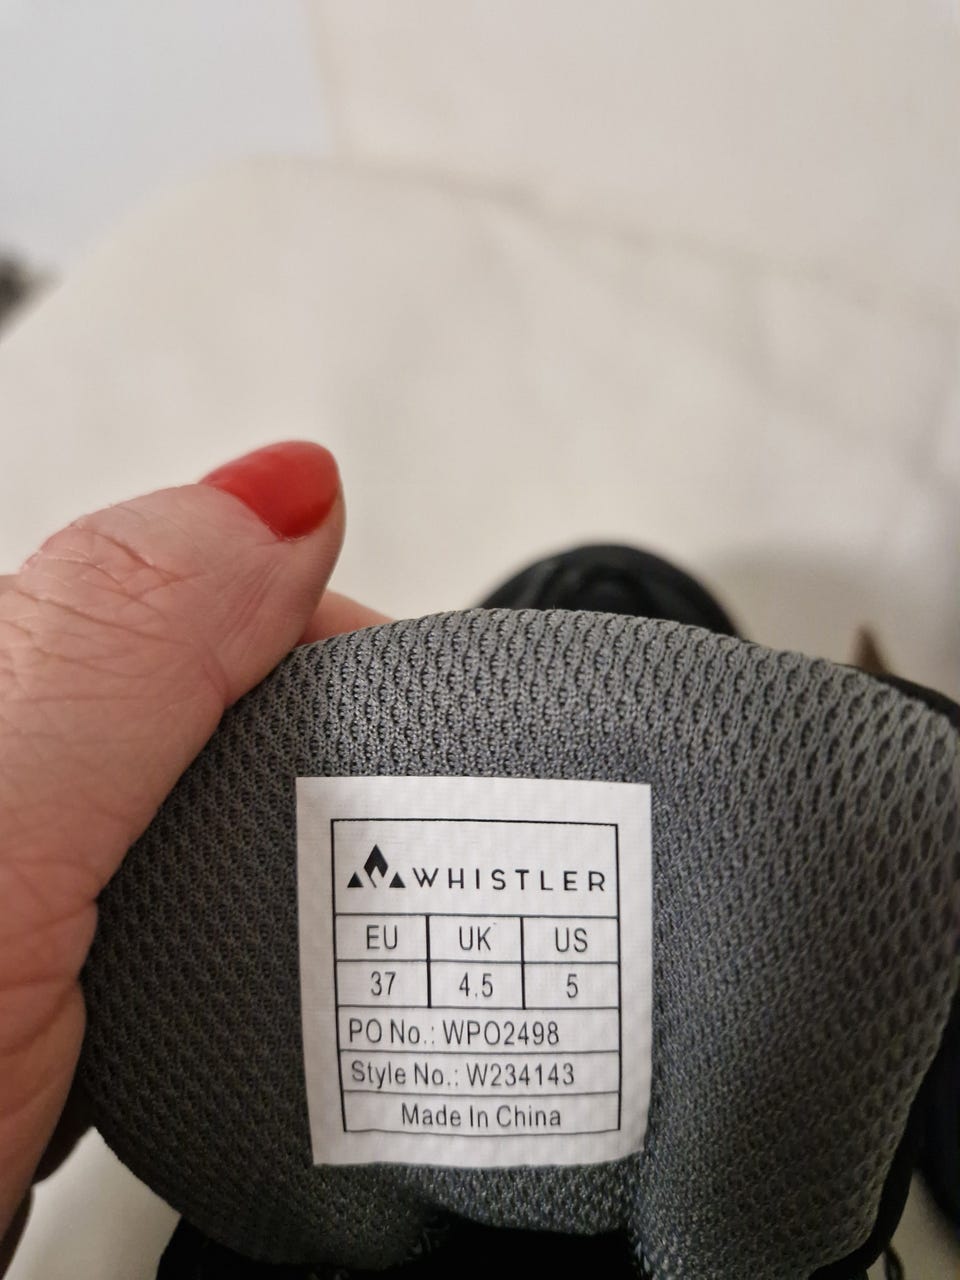 WHISTLER
EU UK US
37 4.5 5
PO No.: WPO2498
Style No.: W234143
Made In China